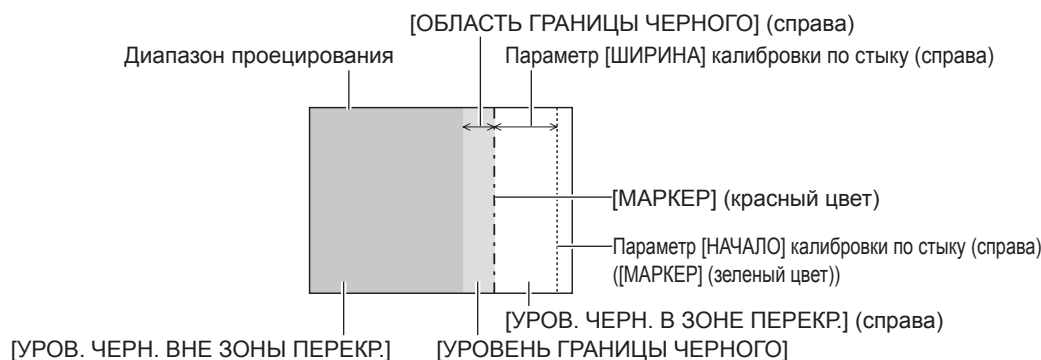 [ОБЛАСТЬ ГРАНИЦЫ ЧЕРНОГО] (справа)
Диапазон проецирования
Параметр [ШИРИНА] калибровки по стыку (справа)
[МАРКЕР] (красный цвет)
Параметр [НАЧАЛО] калибровки по стыку (справа)
([МАРКЕР] (зеленый цвет))
[УРОВ. ЧЕРН. В ЗОНЕ ПЕРЕКР.] (справа)
[УРОВ. ЧЕРН. ВНЕ ЗОНЫ ПЕРЕКР.]
[УРОВЕНЬ ГРАНИЦЫ ЧЕРНОГО]